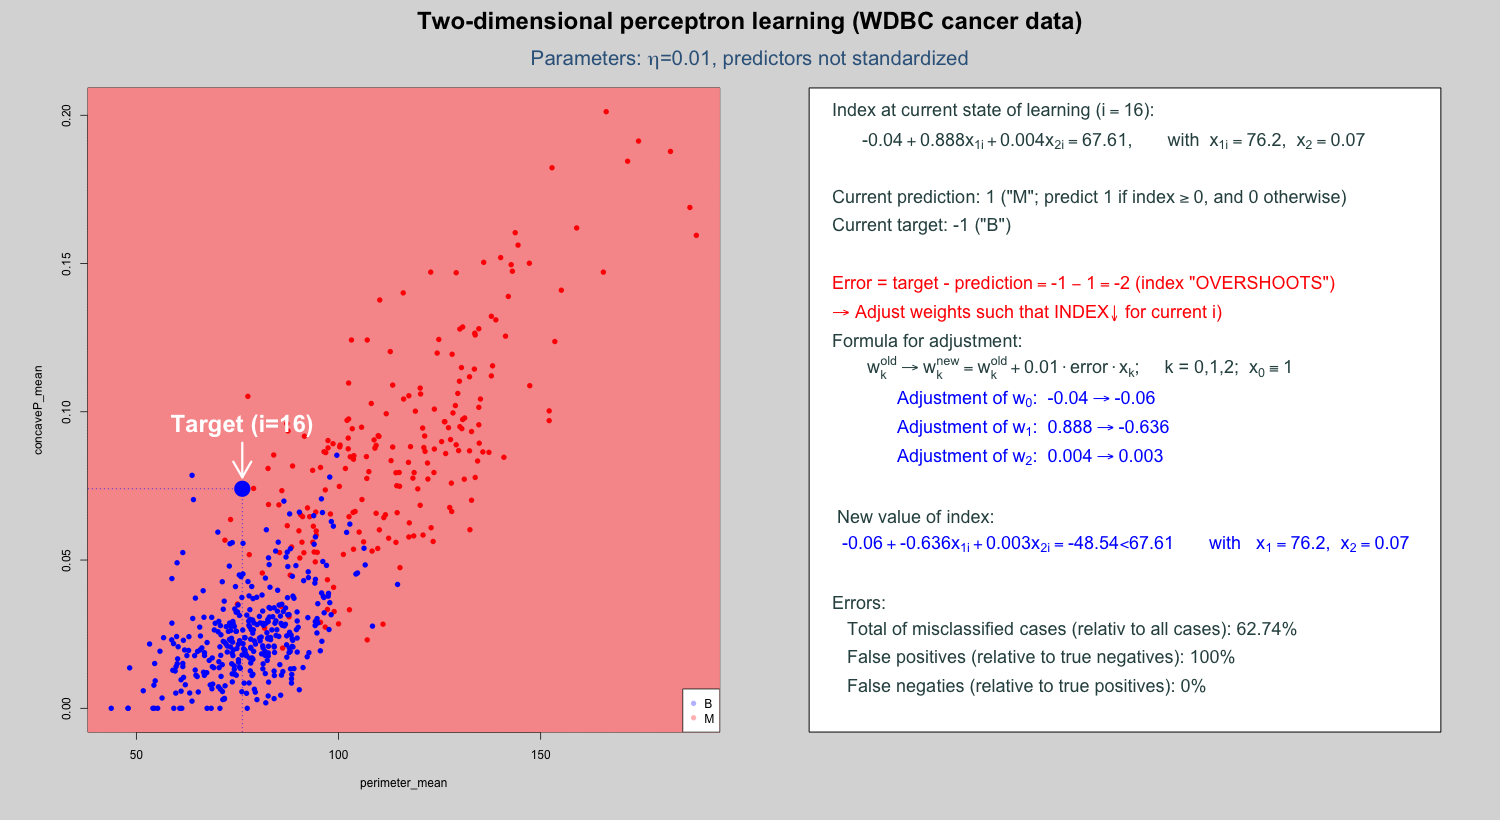 Two-dimensional perceptron learning (WDBC cancer data)
Parameters: η=0.01, predictors not standardized
0.20
0.15
0.10
0.05
0.00
concaveP_mean
Target (i=16)
B
M
50
100
150
perimeter_mean
Index at current state of learning (i = 16):
-0.04 + 0.888x1i + 0.004x2i = 67.61, with x1i = 76.2, x2 = 0.07
Current prediction: 1 ("M"; predict 1 if index ≥ 0, and 0 otherwise)
Current target: -1 ("B")
Error = target - prediction = -1 – 1 = -2 (index "OVERSHOOTS")
→ Adjust weights such that INDEX↓ for current i)
Formula for adjustment:
w_k^old → w_k^new = w_k^old + 0.01 · error · xk; k = 0,1,2; x0 ≡ 1
Adjustment of w0: -0.04 → -0.06
Adjustment of w1: 0.888 → -0.636
Adjustment of w2: 0.004 → 0.003
New value of index:
-0.06 + -0.636x1i + 0.003x2i = -48.54<67.61 with x1 = 76.2, x2 = 0.07
Errors:
Total of misclassified cases (relativ to all cases): 62.74%
False positives (relative to true negatives): 100%
False negaties (relative to true positives): 0%